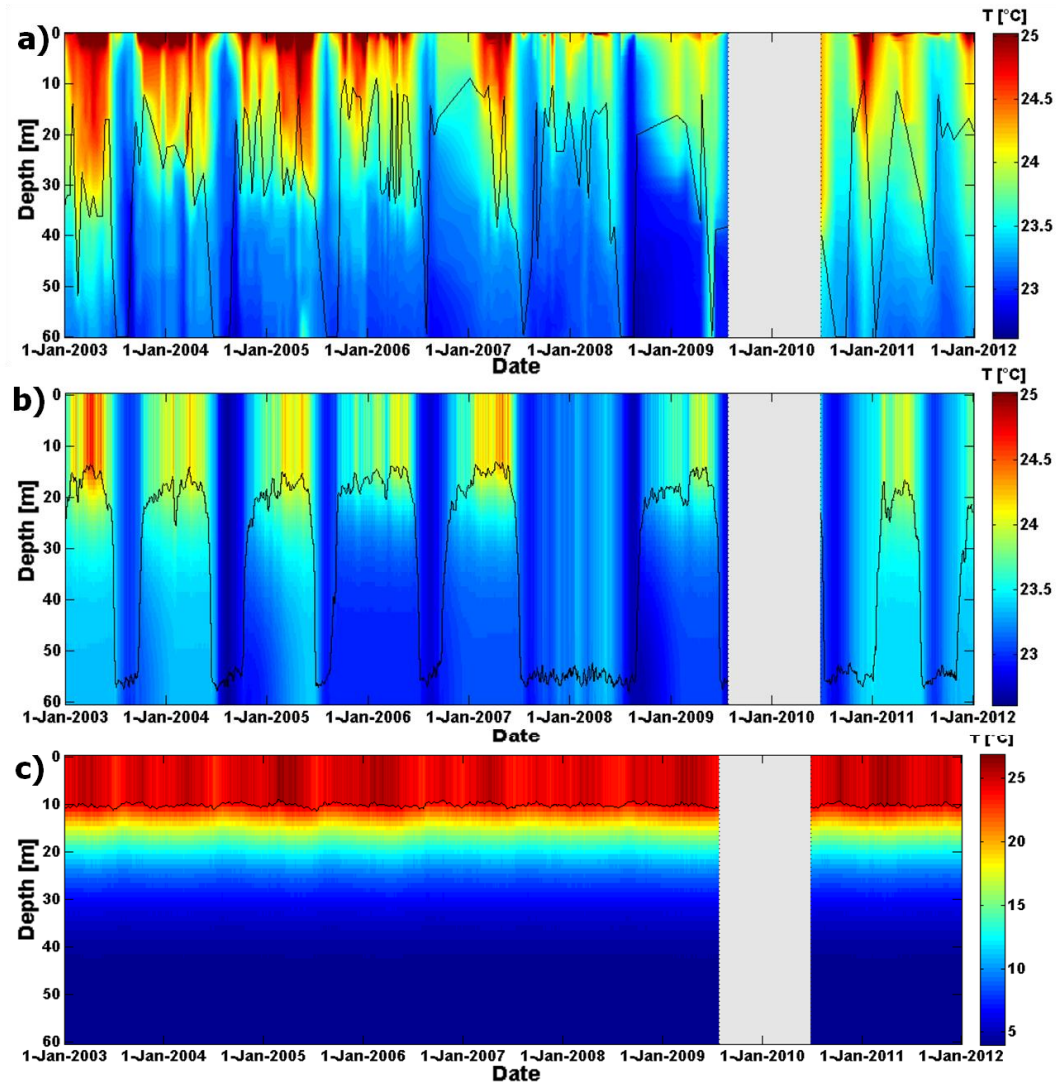 a)
T [°C]
0
10
20
30
40
50
60
Depth [m]
25
24.5
24
23.5
23
1-Jan-2003 1-Jan-2004 1-Jan-2005 1-Jan-2006 1-Jan-2007 1-Jan-2008 1-Jan-2009 1-Jan-2010 1-Jan-2011 1-Jan-2012
Date
b)
T [°C]
0
10
20
30
40
50
60
Depth [m]
25
24.5
24
23.5
23
1-Jan-2003 1-Jan-2004 1-Jan-2005 1-Jan-2006 1-Jan-2007 1-Jan-2008 1-Jan-2009 1-Jan-2010 1-Jan-2011 1-Jan-2012
Date
c)
T [°C]
0
10
20
30
40
50
60
Depth [m]
25
20
15
10
5
1-Jan-2003 1-Jan-2004 1-Jan-2005 1-Jan-2006 1-Jan-2007 1-Jan-2008 1-Jan-2009 1-Jan-2010 1-Jan-2011 1-Jan-2012
Date